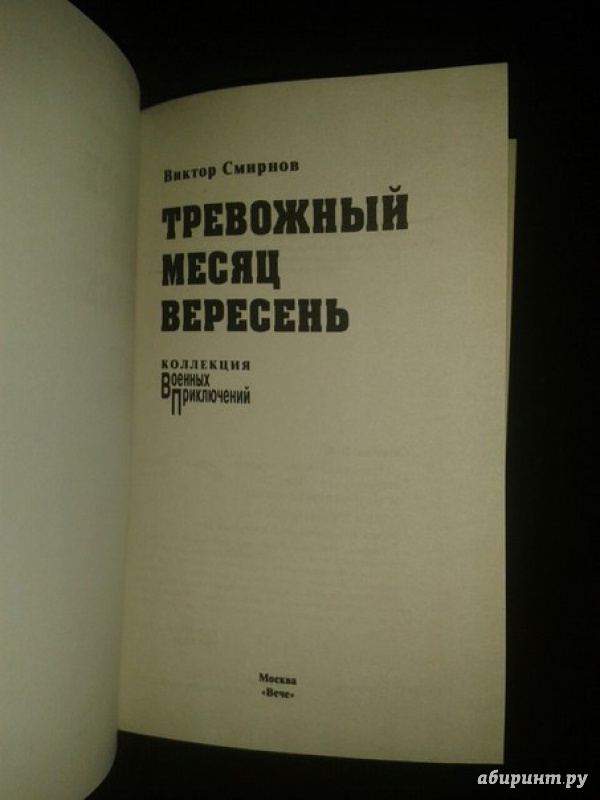 Виктор Смирнов
ТРЕВОЖНЫЙ
МЕСЯЦ
ВЕРЕСЕНЬ
КОЛЛЕКЦИЯ
Военных
Приключений
Москва
«Вече»
абиринт.ру